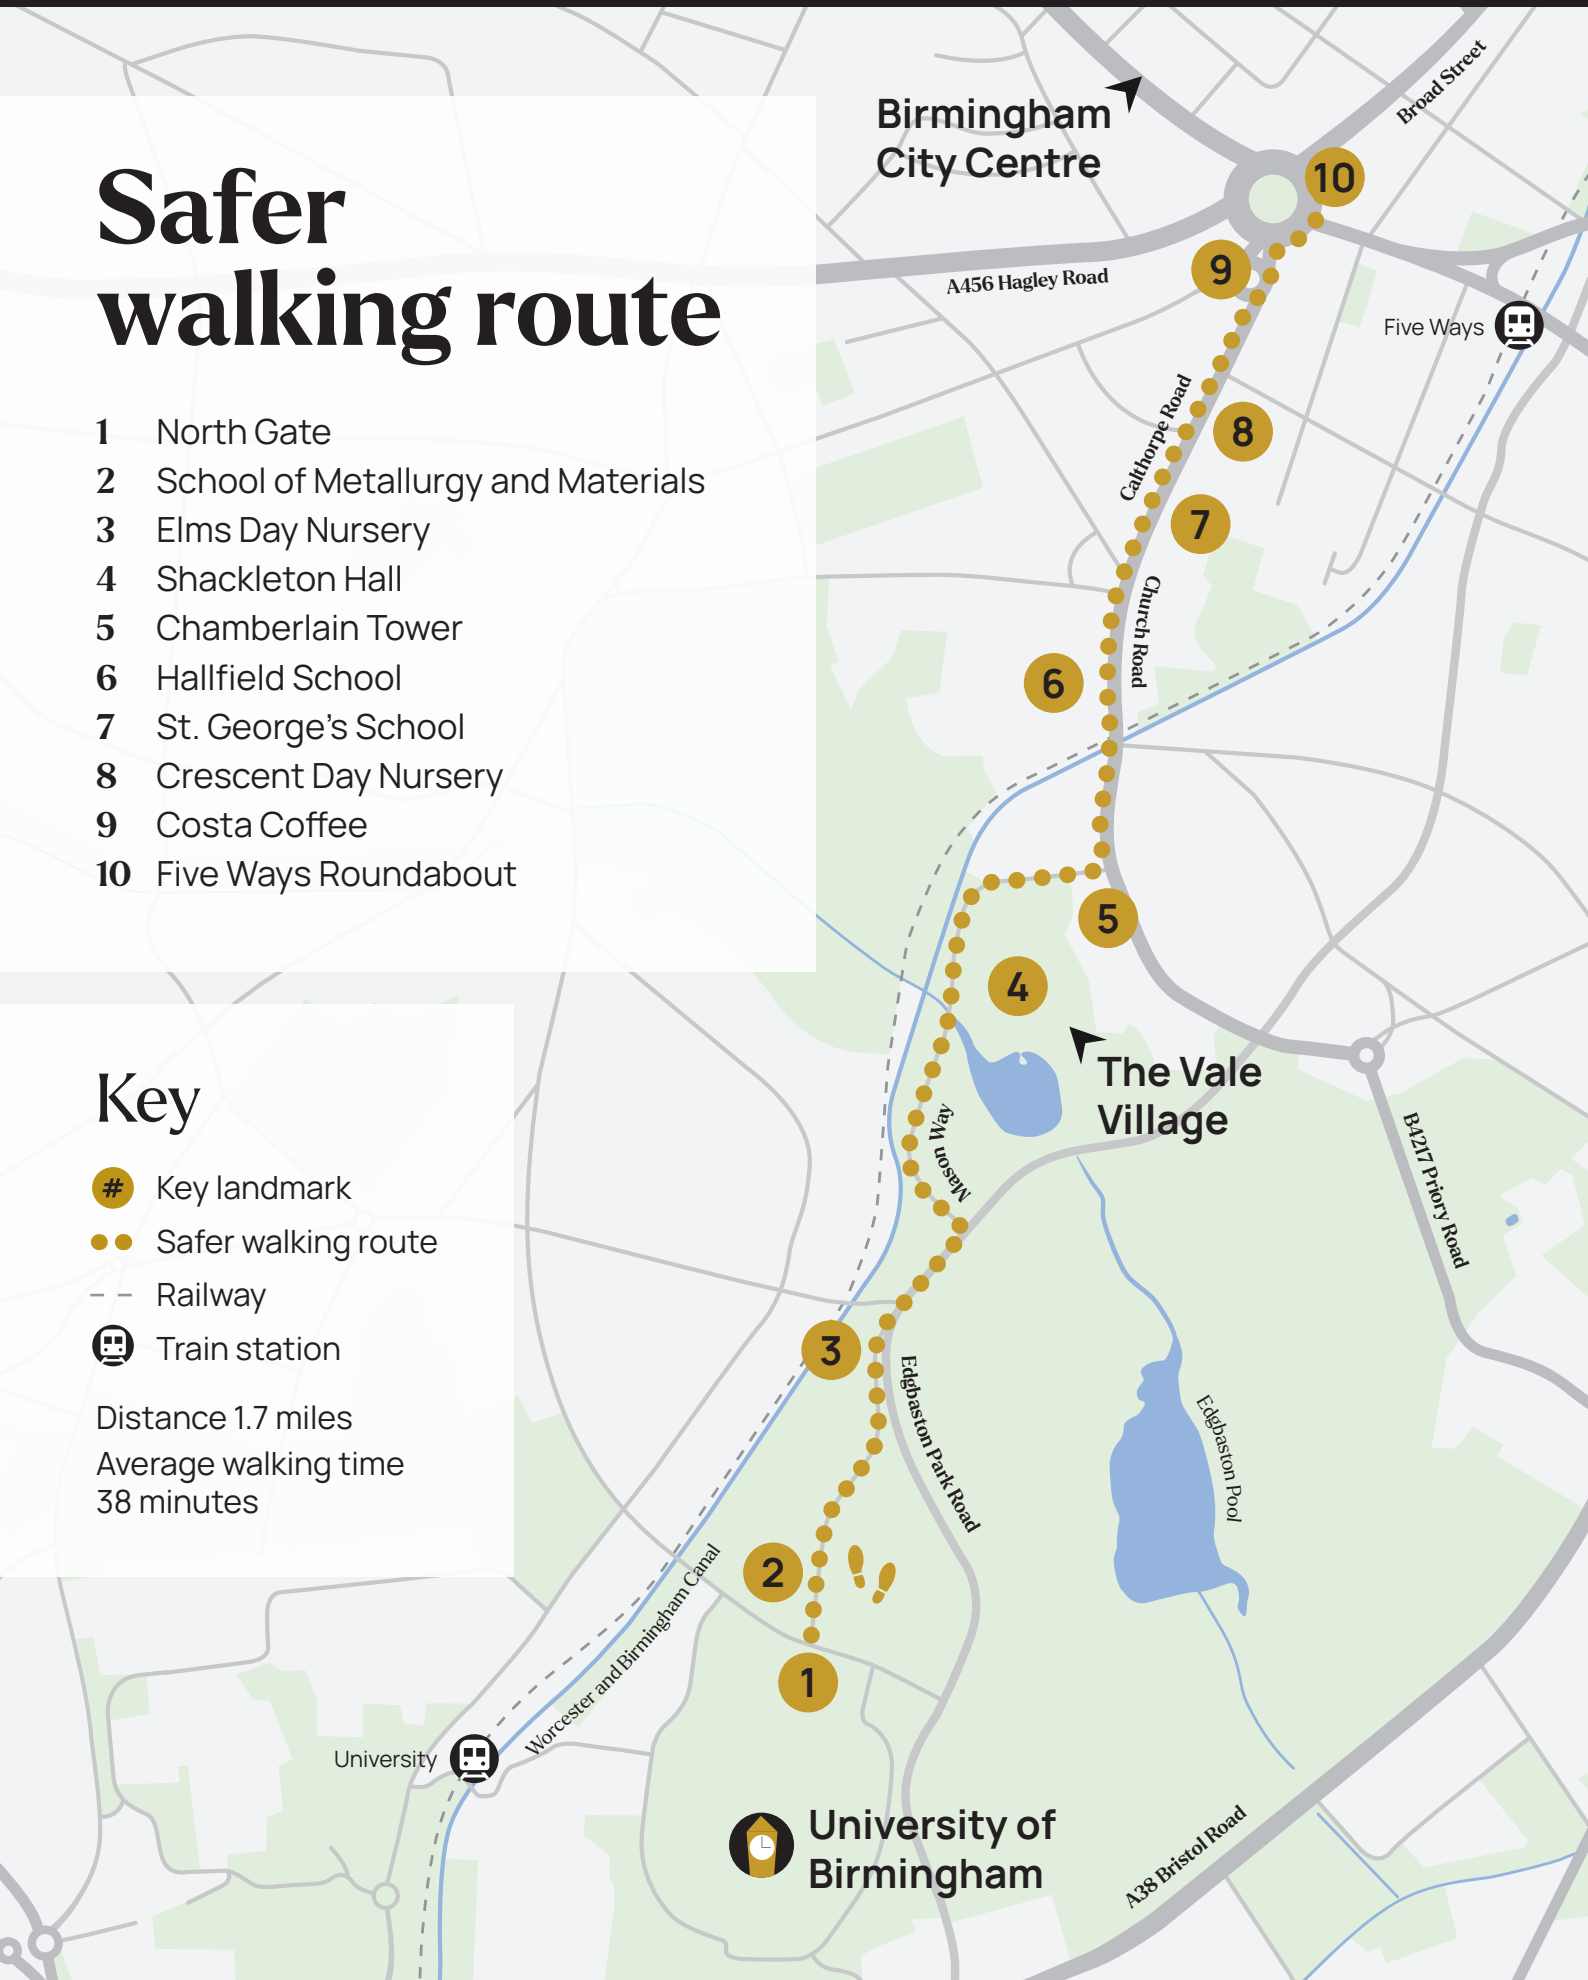 Safer
walking route
1 North Gate
2 School of Metallurgy and Materials
3 Elms Day Nursery
4 Shackleton Hall
5 Chamberlain Tower
6 Hallfield School
7 St. George’s School
8 Crescent Day Nursery
9 Costa Coffee
10 Five Ways Roundabout
Key
# Key landmark
Safer walking route
Railway
Train station
Distance 1.7 miles
Average walking time
38 minutes
Birmingham
City Centre
Broad Street
10
9
A456 Hagley Road
Five Ways
Calthorpe Road
8
7
Church Road
6
5
4
The Vale
Village
Mason Way
B4217 Priory Road
3
Edgbaston Park Road
Edgbaston Pool
2
Worcester and Birmingham Canal
1
University
University of
Birmingham
A38 Bristol Road